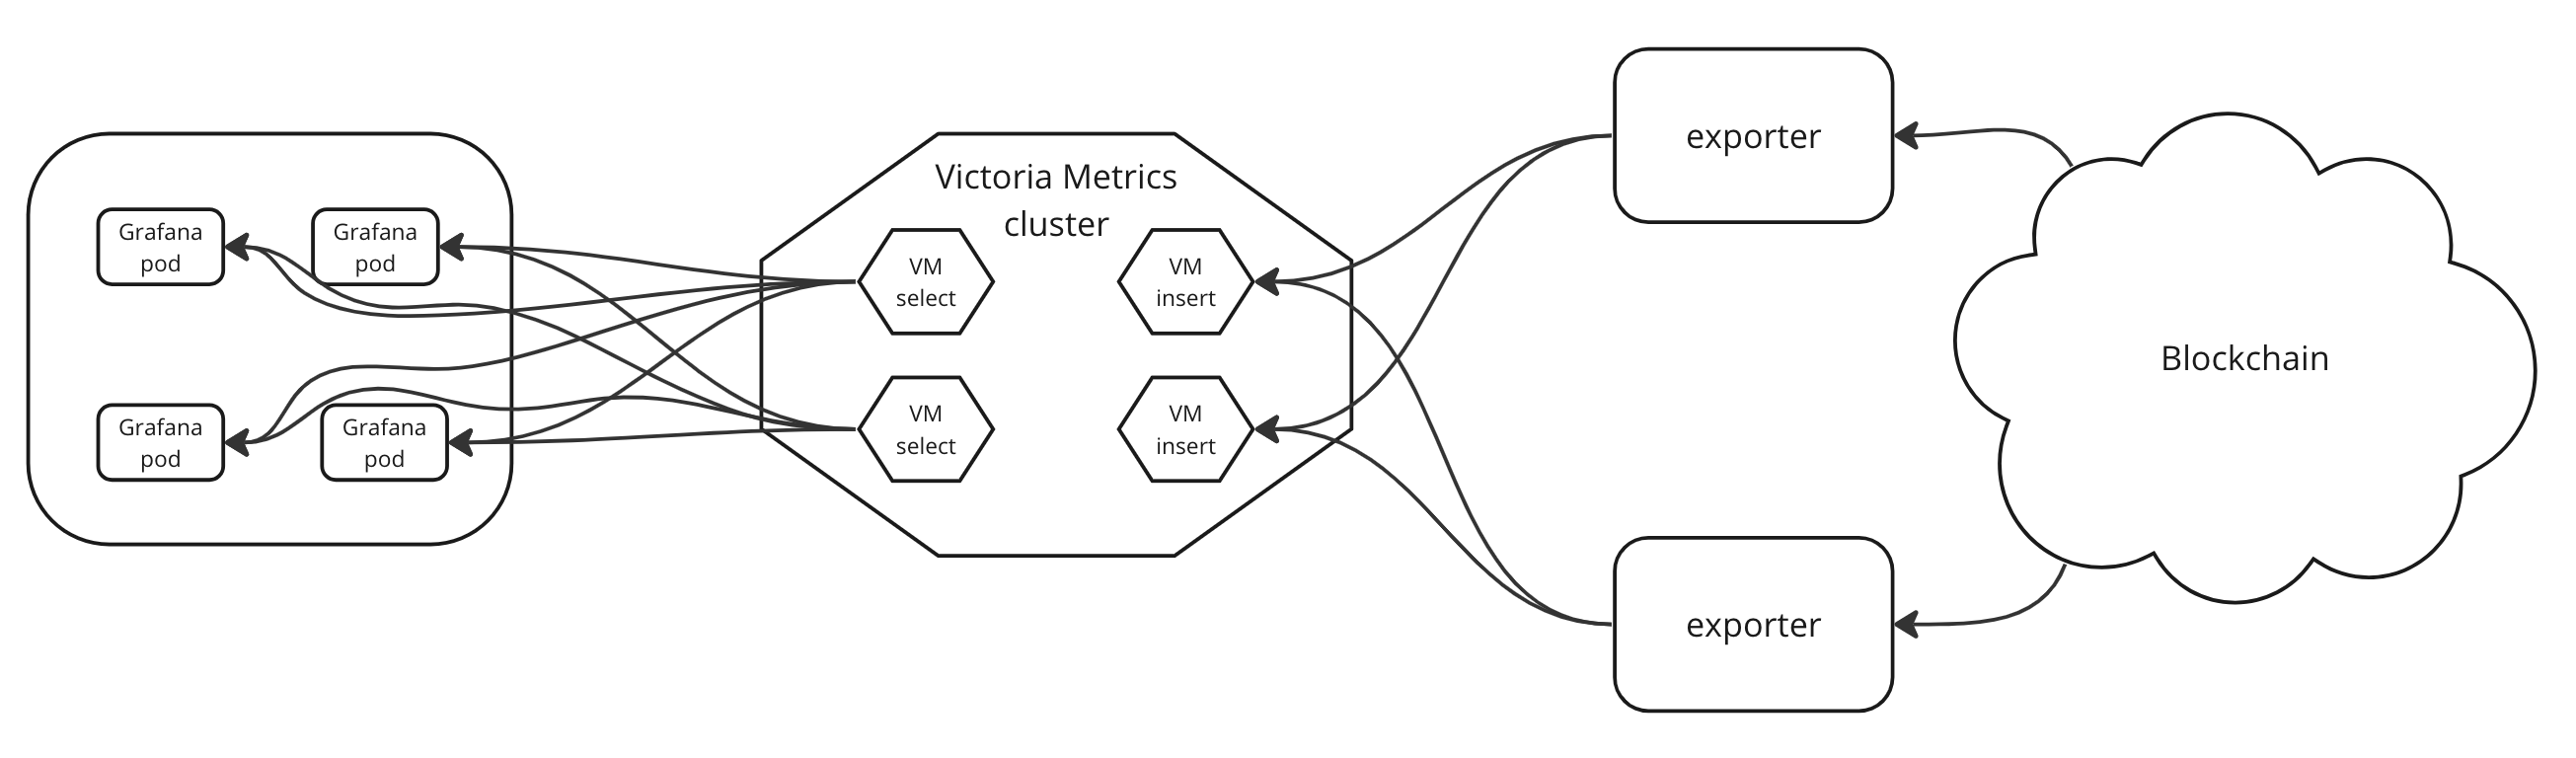 Grafana
pod
Grafana
pod
Grafana
pod
Grafana
pod
Victoria Metrics
cluster
VM
select
VM
insert
VM
select
VM
insert
exporter
exporter
Blockchain